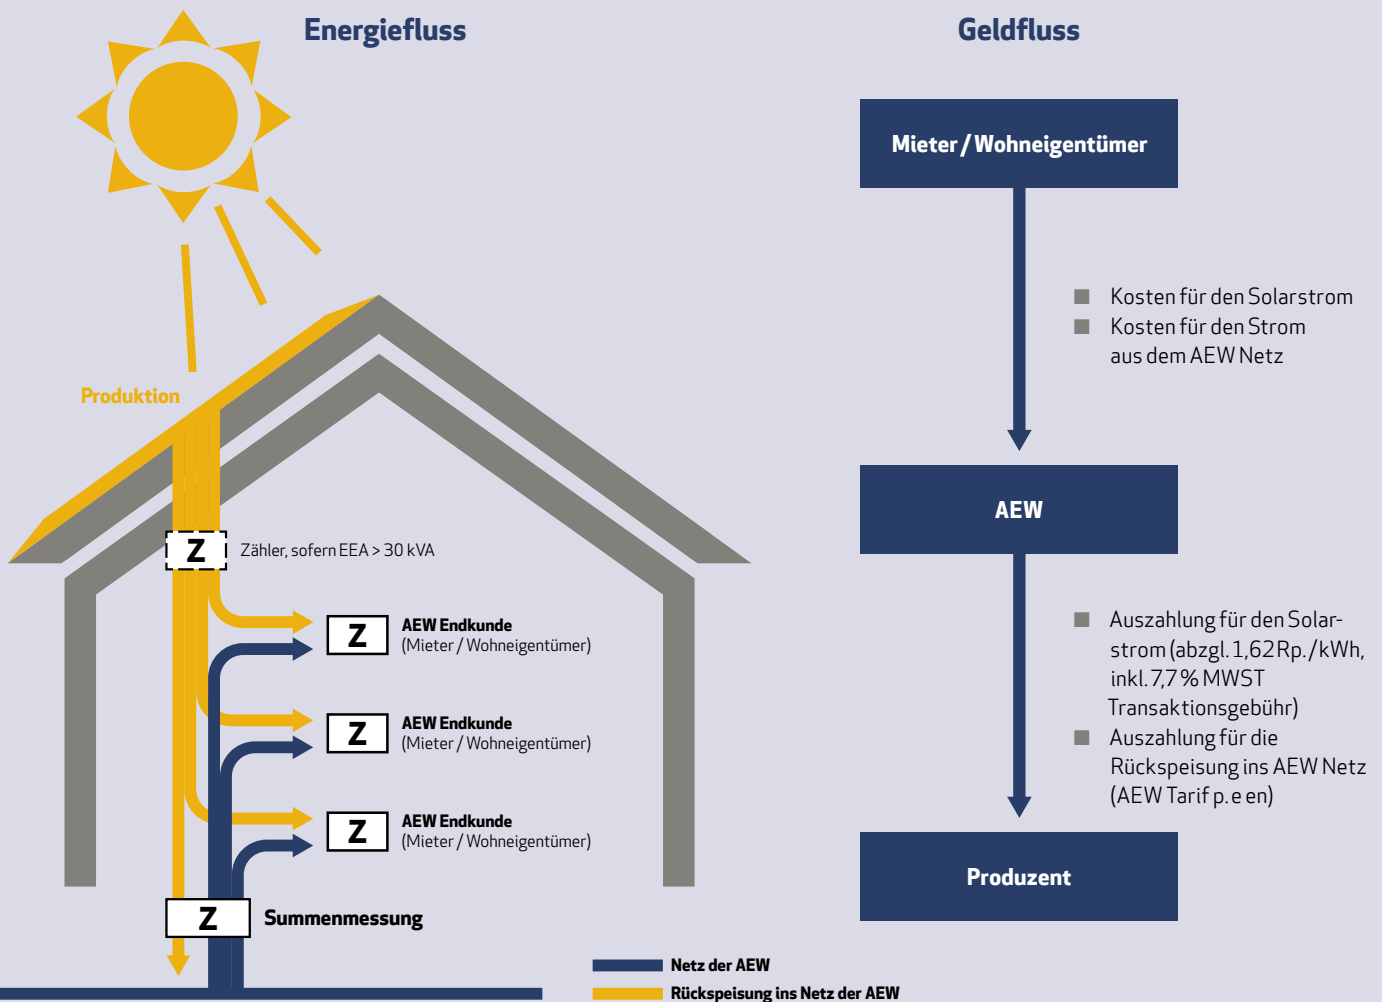 Energiefluss
Produktion
Z
Zähler, sofern EEA > 30 kVA
Z
AEW Endkunde
(Mieter / Wohneigentümer)
Z
AEW Endkunde
(Mieter / Wohneigentümer)
Z
AEW Endkunde
(Mieter / Wohneigentümer)
Z
Summenmessung
Netz der AEW
Rückspeisung ins Netz der AEW
Geldfluss
Mieter / Wohneigentümer
Kosten für den Solarstrom
Kosten für den Strom
aus dem AEW Netz
AEW
Auszahlung für den Solar-
strom (abzgl. 1,62 Rp./kWh,
inkl. 7,7 % MWST
Transaktionsgebühr)
Auszahlung für die
Rückspeisung ins AEW Netz
(AEW Tarif p.e en)
Produzent